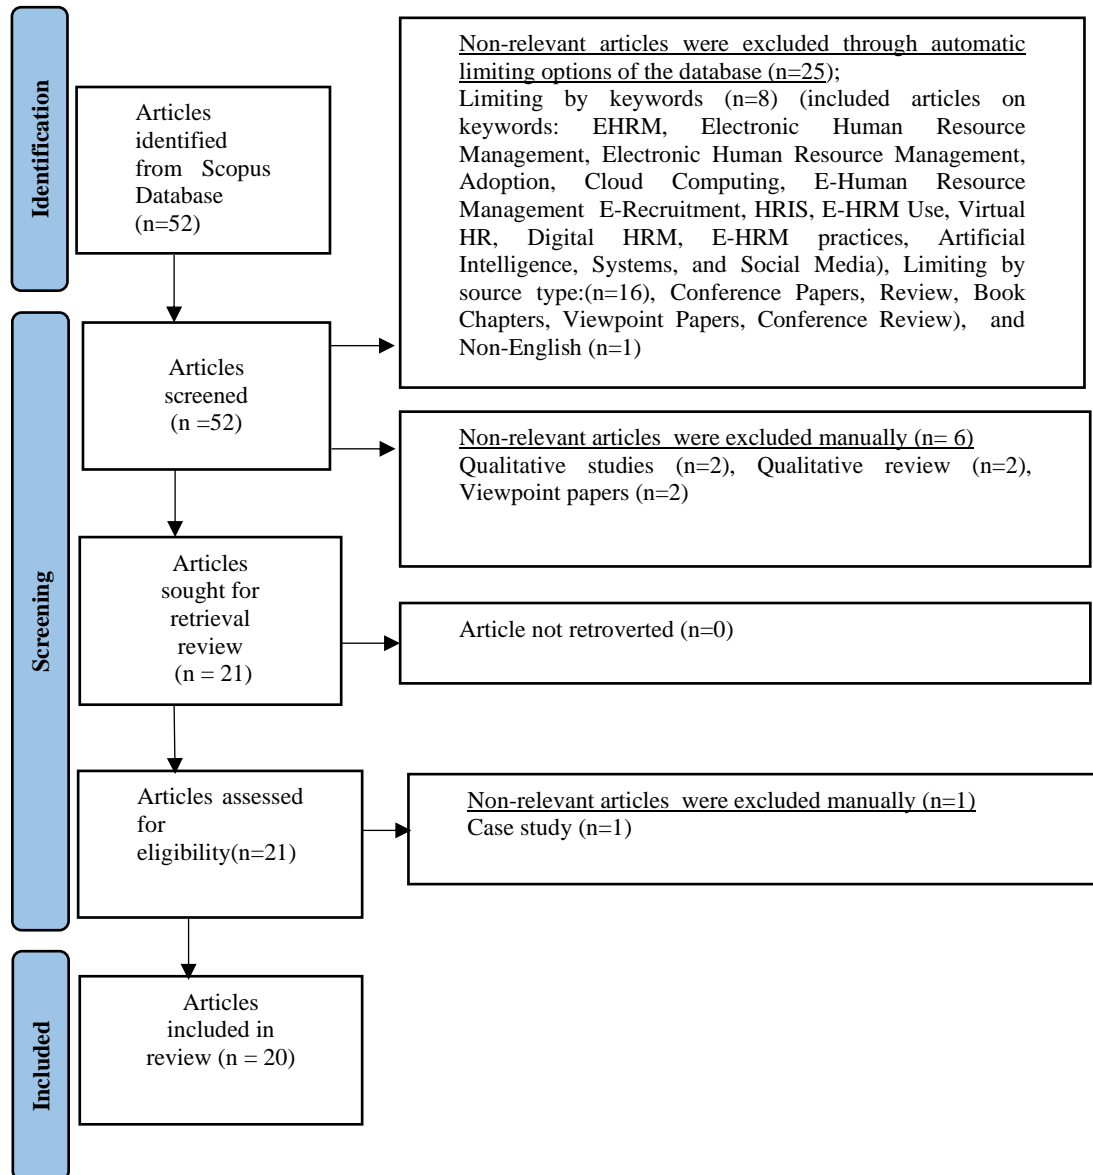 Identification
Articles
identified
from Scopus
Database
(n=52)
Non-relevant articles were excluded through automatic
limiting options of the database (n=25);
Limiting by keywords (n=8) (included articles on
keywords: EHRM, Electronic Human Resource
Management, Electronic Human Resource Management,
Adoption, Cloud Computing, E-Human Resource
Management E-Recruitment, HRIS, E-HRM Use, Virtual
HR, Digital HRM, E-HRM practices, Artificial
Intelligence, Systems, and Social Media), Limiting by
source type:(n=16), Conference Papers, Review, Book
Chapters, Viewpoint Papers, Conference Review), and
Non-English (n=1)
Screening
Articles
screened
(n =52)
Non-relevant articles were excluded manually (n= 6)
Qualitative studies (n=2), Qualitative review (n=2),
Viewpoint papers (n=2)
Articles
sought for
retrieval
review
(n = 21)
Article not retroverted (n=0)
Articles assessed
for
eligibility(n=21)
Non-relevant articles were excluded manually (n=1)
Case study (n=1)
Included
Articles
included in
review (n = 20)